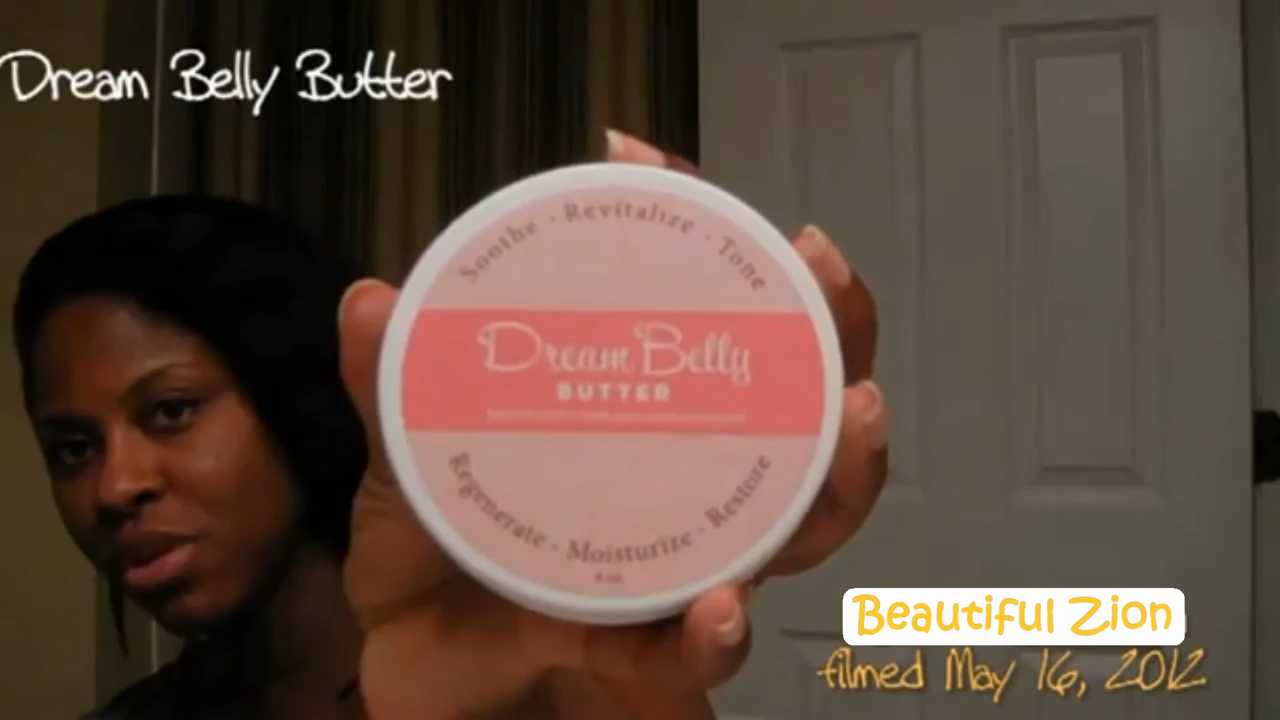 Dream Belly Butter
Soothe · Revitalize · Tone
Dream Belly
BUTTER
Regenerate · Moisturize · Restore
Beautiful Zion
filmed May 16, 2012